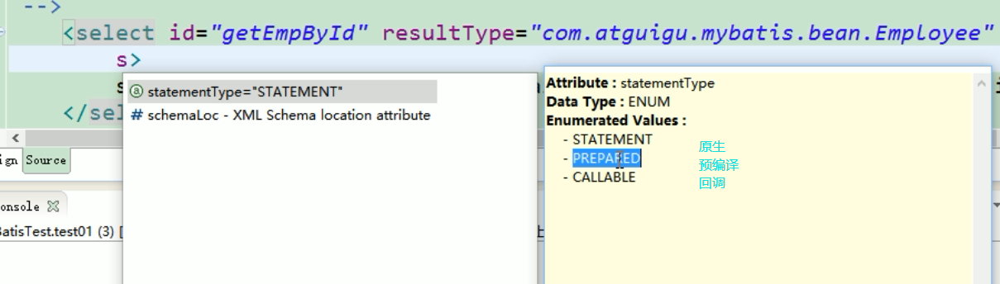 -->
<select id="getEmpById" resultType="com.atguigu.mybatis.bean.Employee"
s>
s
</sel
ign Source
onsole
BatisTest.test01 (3) [
statementType="STATEMENT"
# schemaLoc - XML Schema location attribute
Attribute : statementType
Data Type : ENUM
Enumerated Values :
- STATEMENT 原生
- PREPARED 预编译
- CALLABLE 回调